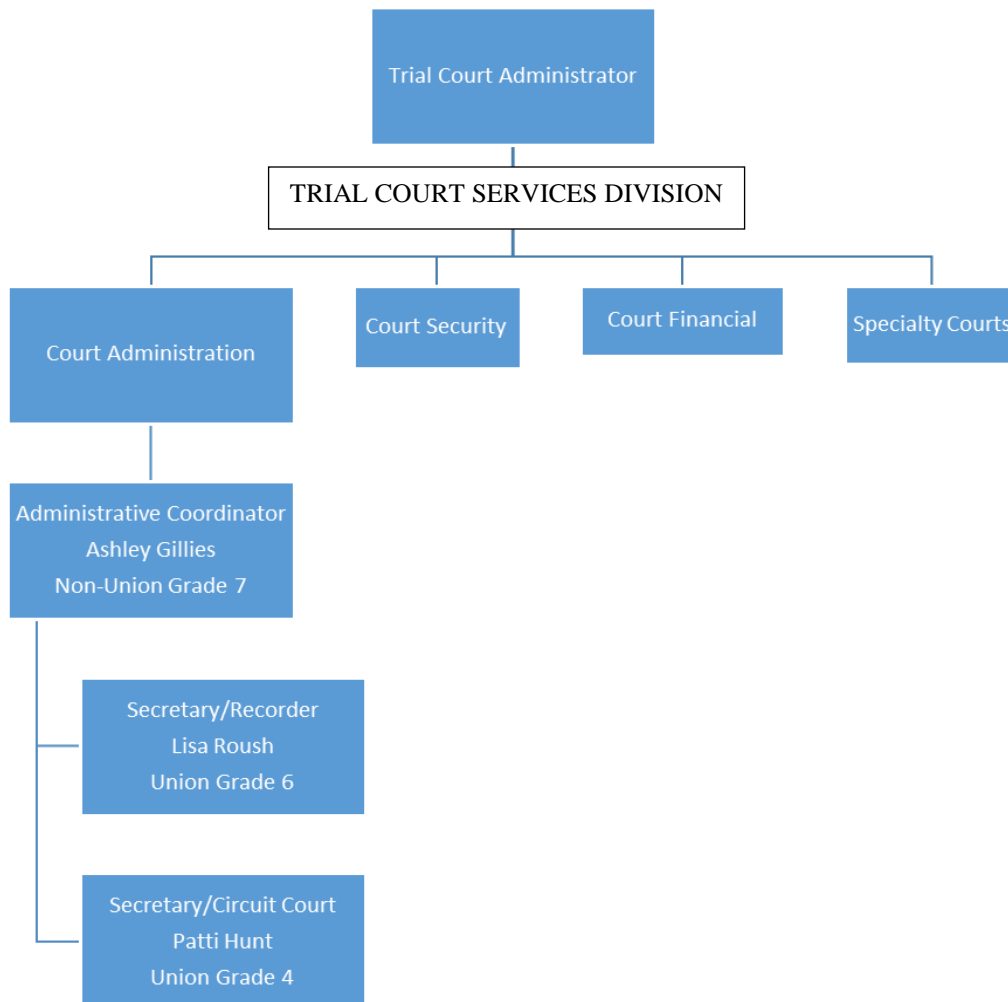 Trial Court Administrator
TRIAL COURT SERVICES DIVISION
Court Administration
Court Security
Court Financial
Specialty Courts
Administrative Coordinator
Ashley Gillies
Non-Union Grade 7
Secretary/Recorder
Lisa Roush
Union Grade 6
Secretary/Circuit Court
Patti Hunt
Union Grade 4